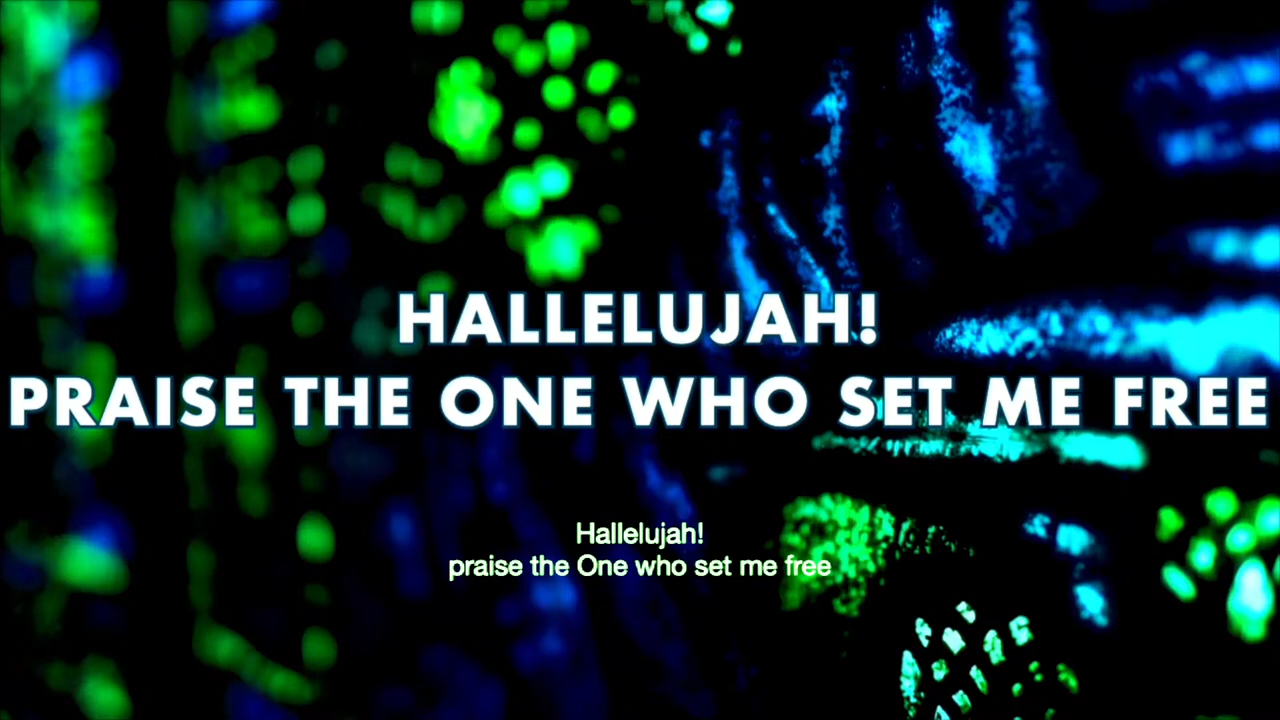 HALLELUJAH!
PRAISE THE ONE WHO SET ME FREE
Hallelujah!
praise the One who set me free